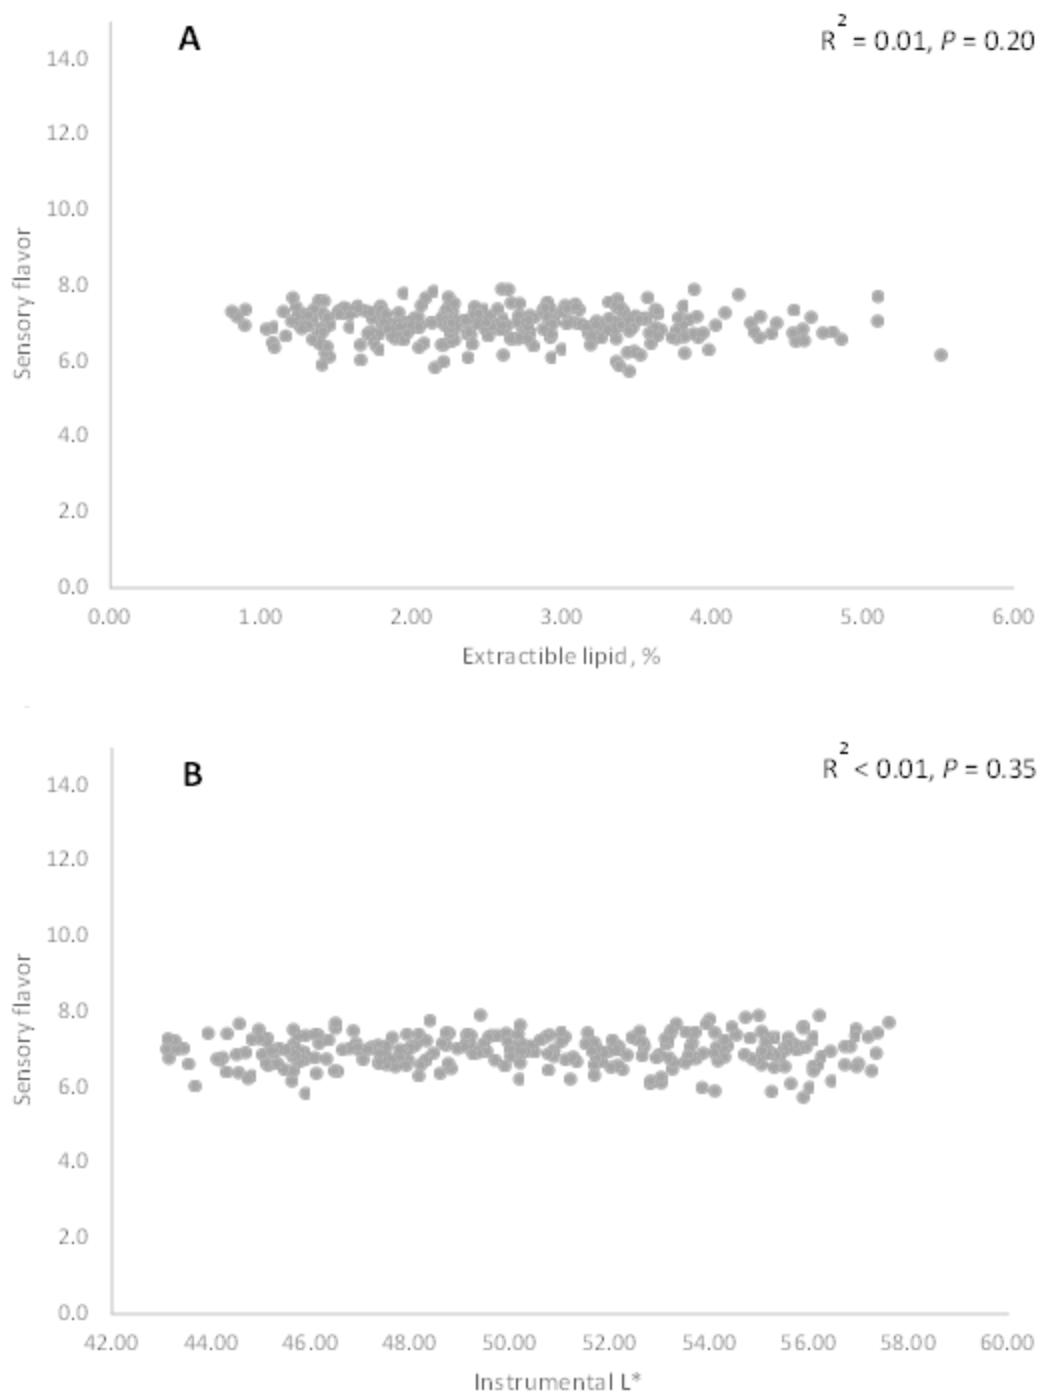 A
R² = 0.01, P = 0.20
14.0
12.0
10.0
8.0
6.0
4.0
2.0
0.0
Sensory flavor
0.00 1.00 2.00 3.00 4.00 5.00 6.00
Extractible lipid, %
B
R² < 0.01, P = 0.35
14.0
12.0
10.0
8.0
6.0
4.0
2.0
0.0
Sensory flavor
42.00 44.00 46.00 48.00 50.00 52.00 54.00 56.00 58.00 60.00
Instrumental L*